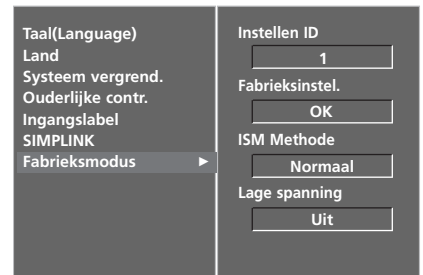 Taal(Language)
Land
Systeem vergrend.
Ouderlijke contr.
Ingangslabel
SIMPLINK
Fabrieksmodus ►
Instellen ID
1
Fabrieksinstel.
OK
ISM Methode
Normaal
Lage spanning
Uit